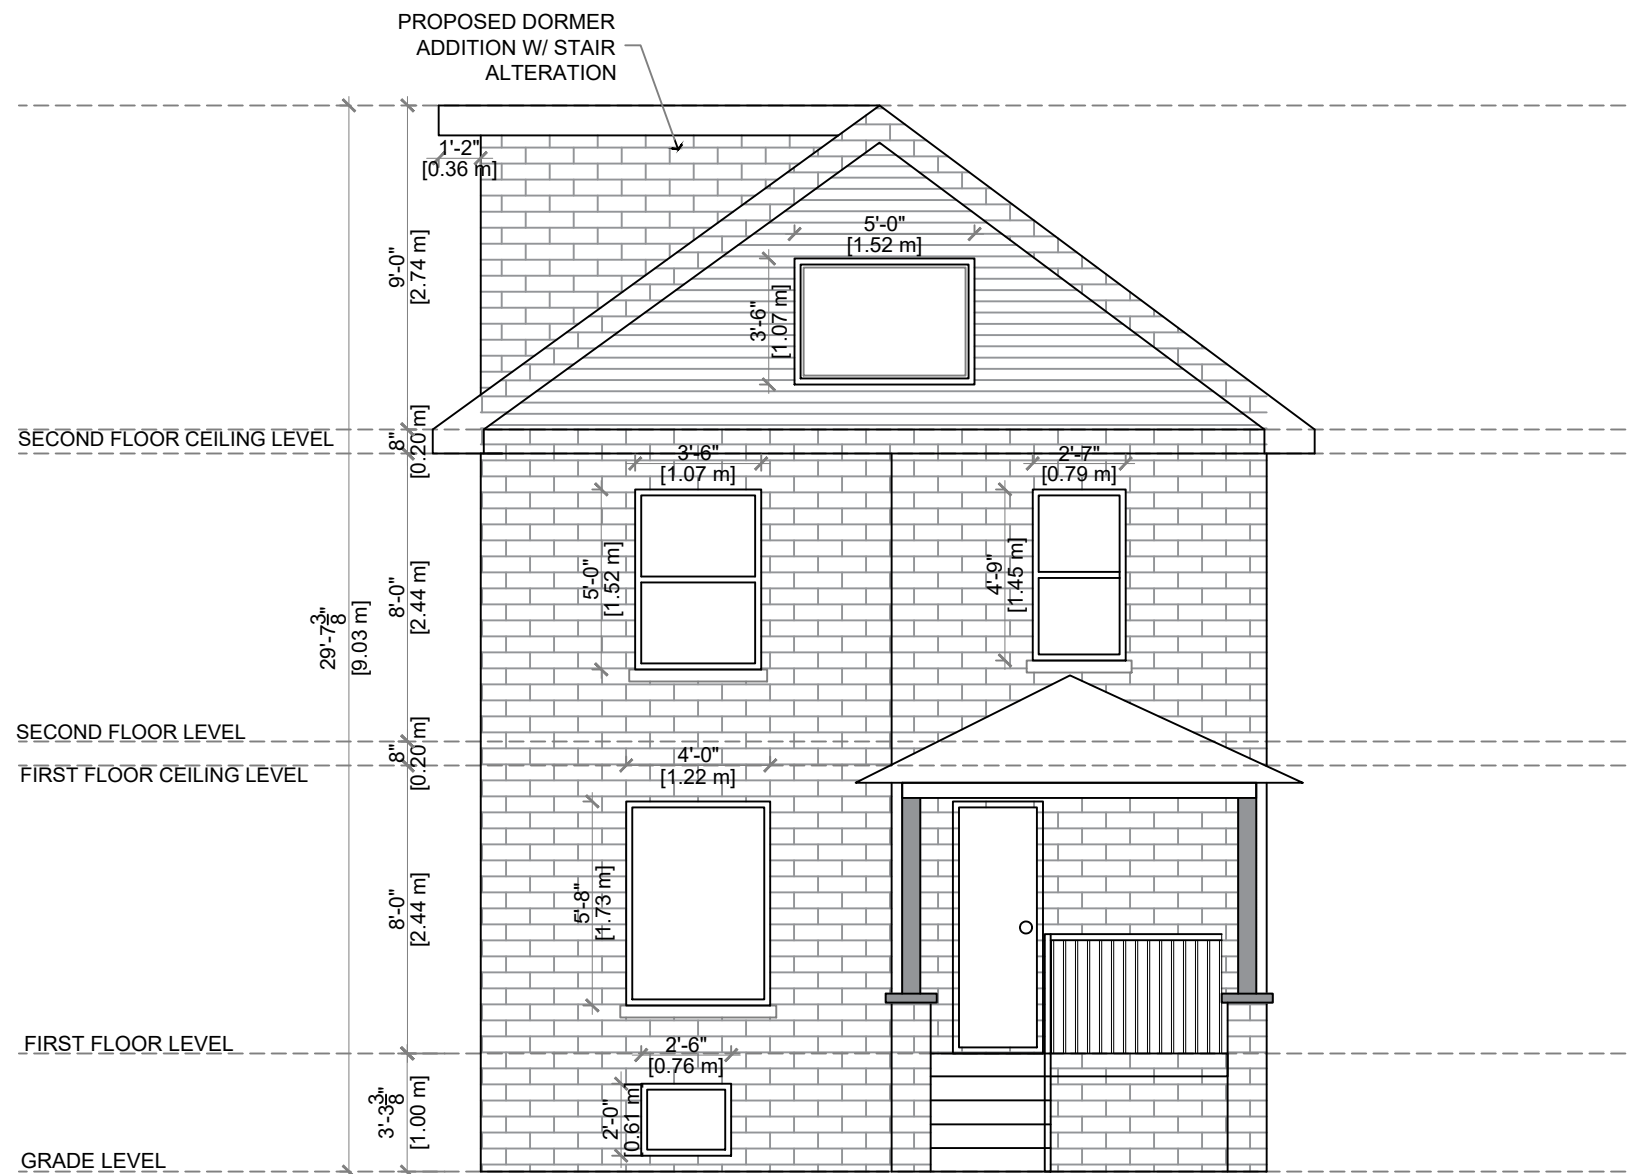 PROPOSED DORMER
ADDITION W/ STAIR
ALTERATION
1'-2"
[0.36 m]
5'-0"
[1.52 m]
9'-0"
[2.74 m]
3'-6"
[1.07 m]
SECOND FLOOR CEILING LEVEL
8"
[0.20 m]
3'-6"
[1.07 m]
2'-7"
[0.79 m]
29'-7 3/8"
[9.03 m]
8'-0"
[2.44 m]
5'-0"
[1.52 m]
4'-9"
[1.45 m]
SECOND FLOOR LEVEL
8"
[0.20 m]
4'-0"
[1.22 m]
FIRST FLOOR CEILING LEVEL
8'-0"
[2.44 m]
5'-8"
[1.73 m]
FIRST FLOOR LEVEL
2'-6"
[0.76 m]
3'-3 3/8"
[1.00 m]
2'-0"
[0.61 m]
GRADE LEVEL